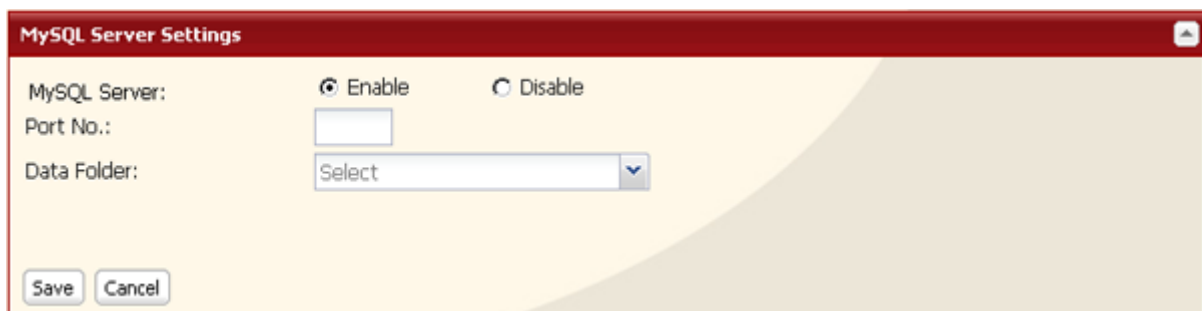 MySQL Server Settings
MySQL Server: Enable Disable
Port No.:
Data Folder: Select
Save Cancel